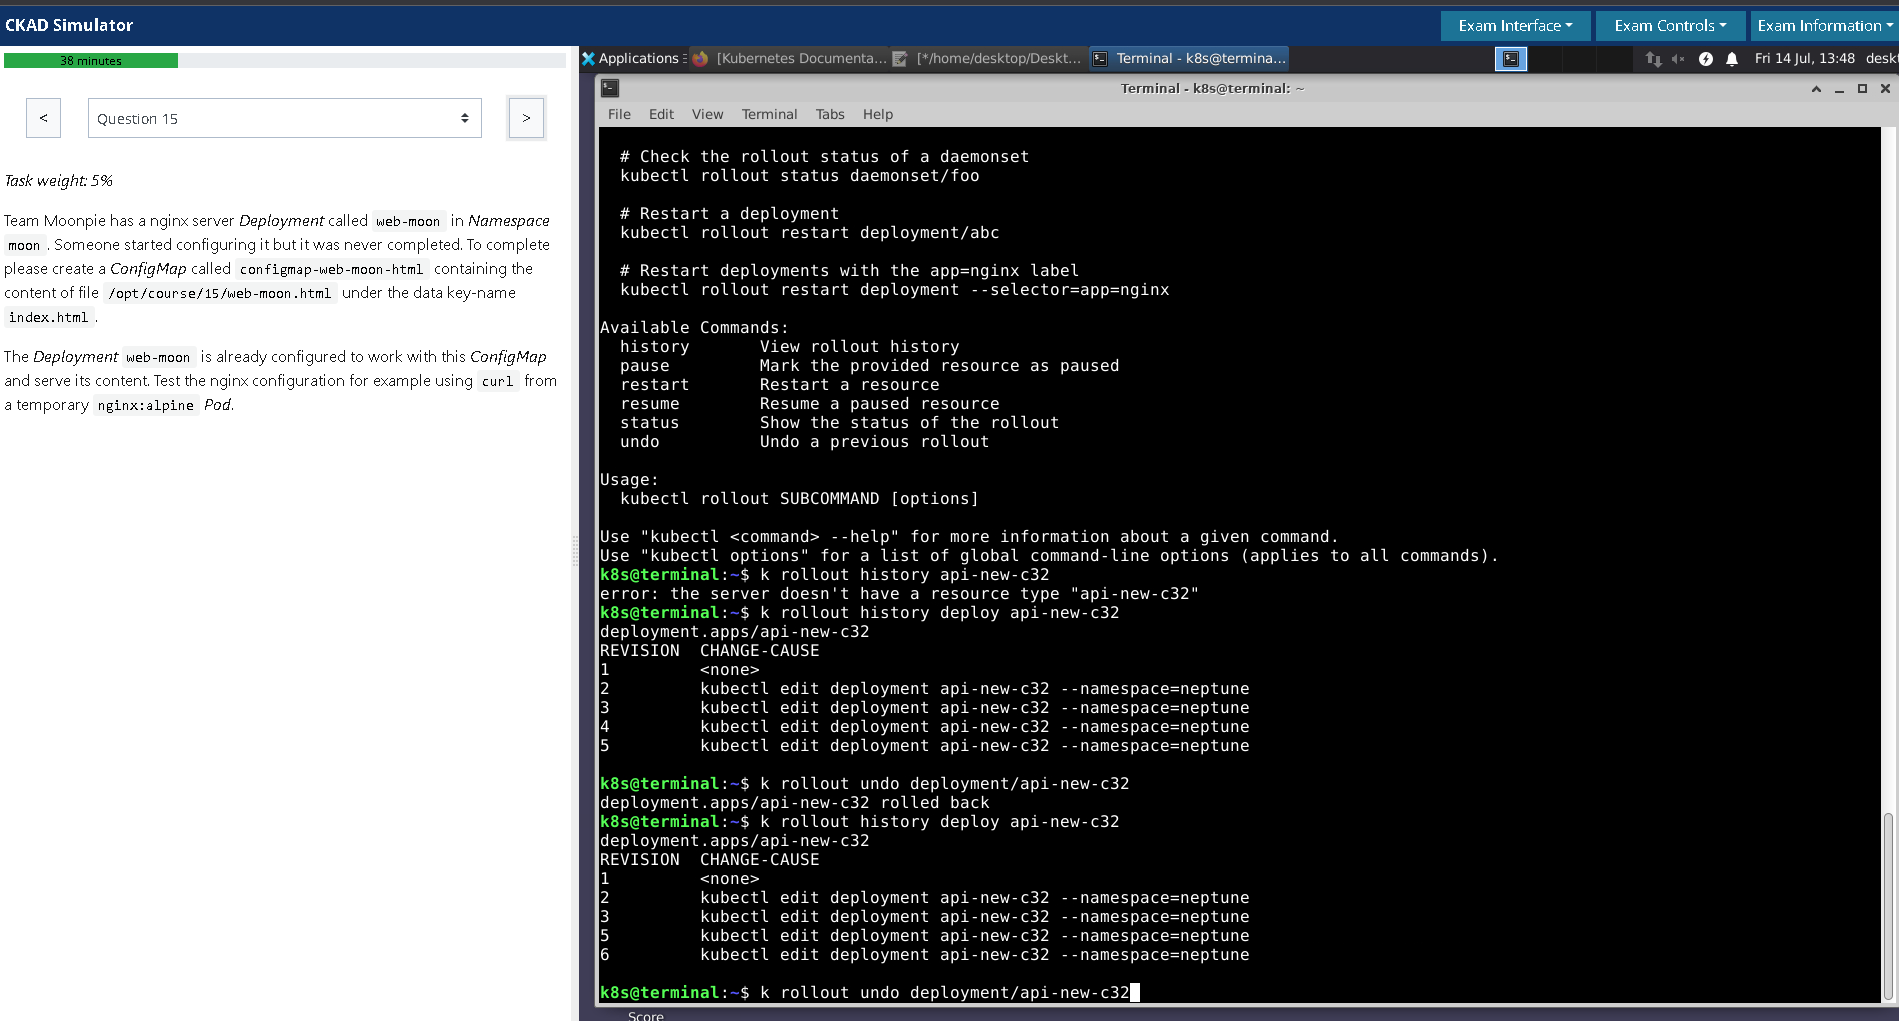 CKAD Simulator
Exam Interface
Exam Controls
Exam Information
38 minutes
<
Question 15
>
Task weight: 5%
Team Moonpie has a nginx server Deployment called web-moon in Namespace
moon . Someone started configuring it but it was never completed. To complete
please create a ConfigMap called configmap-web-moon-html containing the
content of file /opt/course/15/web-moon.html under the data key-name
index.html .
The Deployment web-moon is already configured to work with this ConfigMap
and serve its content. Test the nginx configuration for example using curl from
a temporary nginx:alpine Pod.
Applications
[Kubernetes Documenta...
[*/home/desktop/Deskt...
Terminal - k8s@termina...
Fri 14 Jul, 13:48
desk
Terminal - k8s@terminal: ~
File Edit View Terminal Tabs Help
# Check the rollout status of a daemonset
kubectl rollout status daemonset/foo
# Restart a deployment
kubectl rollout restart deployment/abc
# Restart deployments with the app=nginx label
kubectl rollout restart deployment --selector=app=nginx
Available Commands:
history View rollout history
pause Mark the provided resource as paused
restart Restart a resource
resume Resume a paused resource
status Show the status of the rollout
undo Undo a previous rollout
Usage:
kubectl rollout SUBCOMMAND [options]
Use "kubectl <command> --help" for more information about a given command.
Use "kubectl options" for a list of global command-line options (applies to all commands).
k8s@terminal:~$ k rollout history api-new-c32
error: the server doesn't have a resource type "api-new-c32"
k8s@terminal:~$ k rollout history deploy api-new-c32
deployment.apps/api-new-c32
REVISION CHANGE-CAUSE
1 <none>
2 kubectl edit deployment api-new-c32 --namespace=neptune
3 kubectl edit deployment api-new-c32 --namespace=neptune
4 kubectl edit deployment api-new-c32 --namespace=neptune
5 kubectl edit deployment api-new-c32 --namespace=neptune
k8s@terminal:~$ k rollout undo deployment/api-new-c32
deployment.apps/api-new-c32 rolled back
k8s@terminal:~$ k rollout history deploy api-new-c32
deployment.apps/api-new-c32
REVISION CHANGE-CAUSE
1 <none>
2 kubectl edit deployment api-new-c32 --namespace=neptune
3 kubectl edit deployment api-new-c32 --namespace=neptune
5 kubectl edit deployment api-new-c32 --namespace=neptune
6 kubectl edit deployment api-new-c32 --namespace=neptune
k8s@terminal:~$ k rollout undo deployment/api-new-c32
Score